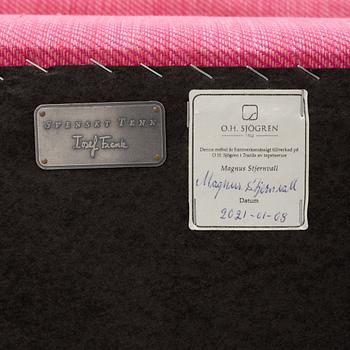 SVENSKT TENN
Josef Frank
O.H. SJÖGREN
Denna möbel är hantverksmässigt tillverkad på
O.H. Sjögren i Tranås av tapetserare
Magnus Stjernvall
Magnus Stjernvall
Datum
2021-01-08